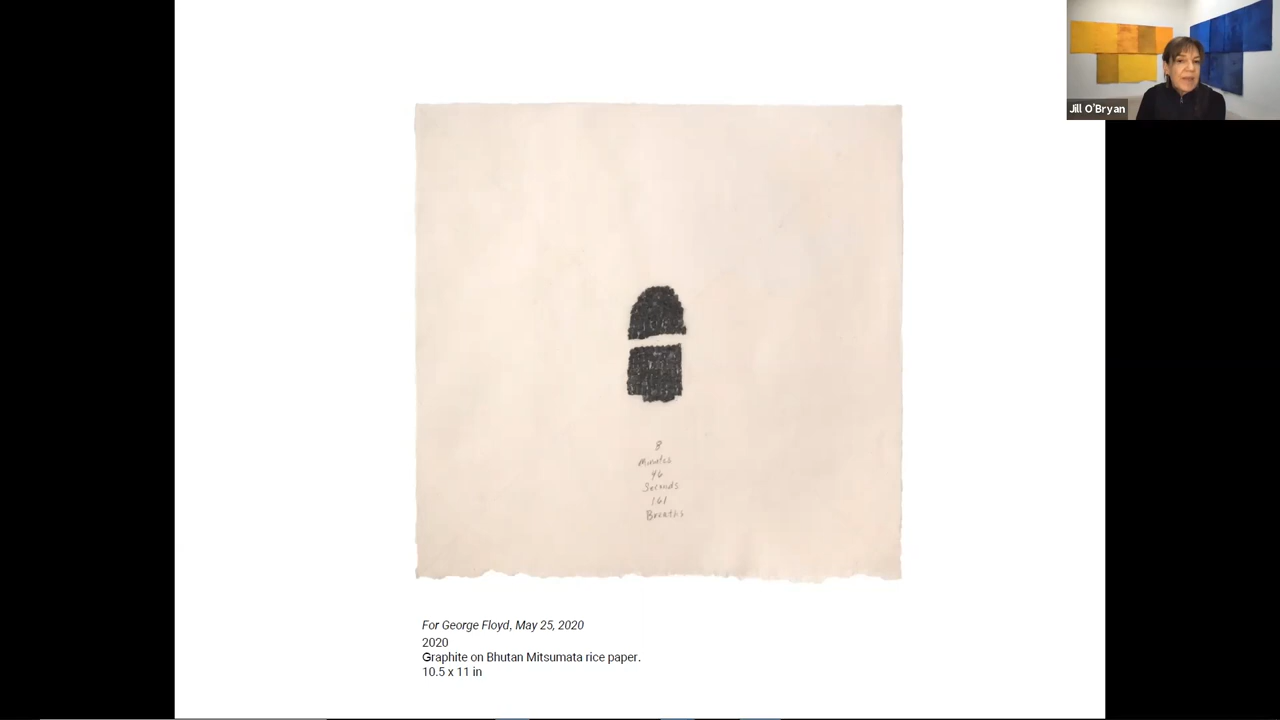 Jill O'Bryan
8
Minutes
46
Seconds
161
Breaths
For George Floyd, May 25, 2020
2020
Graphite on Bhutan Mitsumata rice paper.
10.5 x 11 in